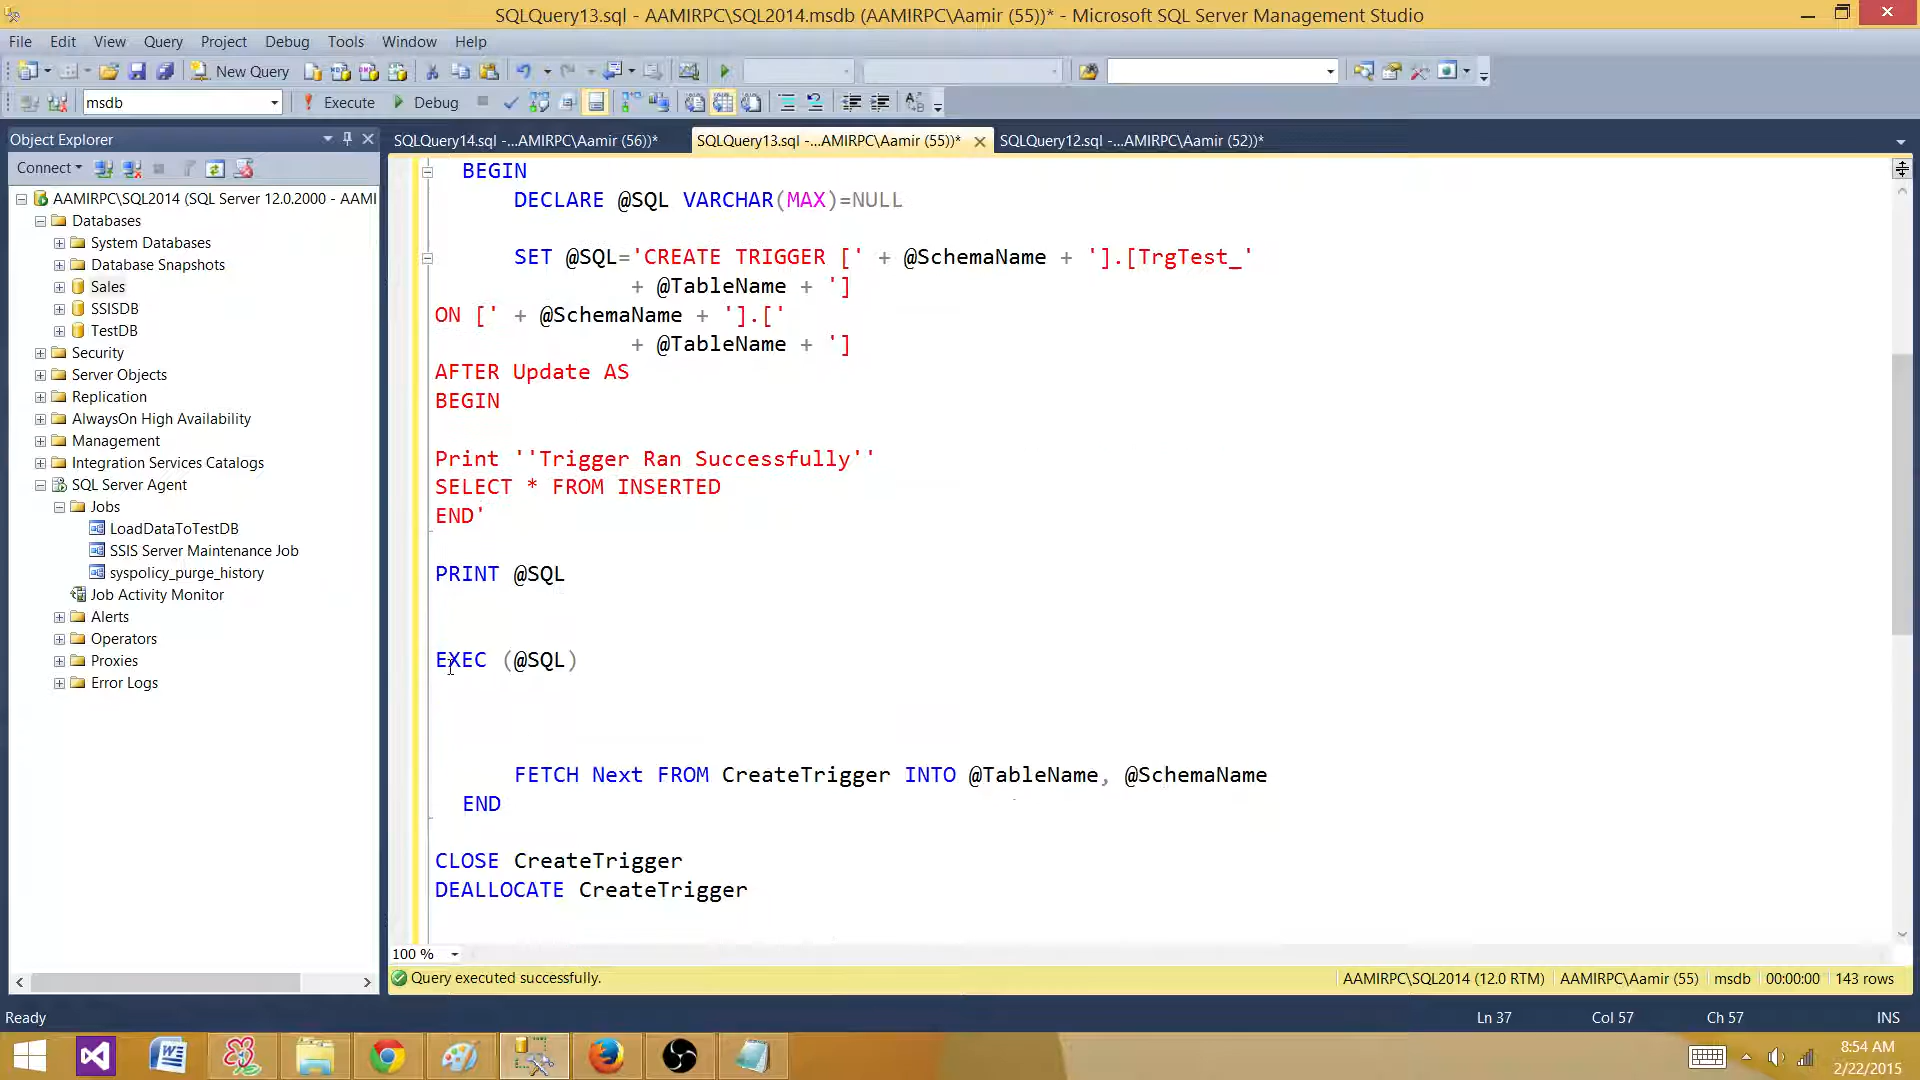 SQLQuery13.sql - AAMIRPC\SQL2014.msdb (AAMIRPC\Aamir (55))* - Microsoft SQL Server Management Studio
File Edit View Query Project Debug Tools Window Help
New Query
msdb Execute Debug
Object Explorer
SQLQuery14.sql -...AMIRPC\Aamir (56))* SQLQuery13.sql -...AMIRPC\Aamir (55))* SQLQuery12.sql -...AMIRPC\Aamir (52))*
Connect
AAMIRPC\SQL2014 (SQL Server 12.0.2000 - AAMI
Databases
System Databases
Database Snapshots
Sales
SSISDB
TestDB
Security
Server Objects
Replication
AlwaysOn High Availability
Management
Integration Services Catalogs
SQL Server Agent
Jobs
LoadDataToTestDB
SSIS Server Maintenance Job
syspolicy_purge_history
Job Activity Monitor
Alerts
Operators
Proxies
Error Logs
BEGIN
DECLARE @SQL VARCHAR(MAX)=NULL
SET @SQL='CREATE TRIGGER [' + @SchemaName + '].[TrgTest_'
+ @TableName + ']
ON [' + @SchemaName + '].['
+ @TableName + ']
AFTER Update AS
BEGIN
Print ''Trigger Ran Successfully''
SELECT * FROM INSERTED
END'
PRINT @SQL
EXEC (@SQL)
FETCH Next FROM CreateTrigger INTO @TableName, @SchemaName
END
CLOSE CreateTrigger
DEALLOCATE CreateTrigger
100 %
Query executed successfully. AAMIRPC\SQL2014 (12.0 RTM) AAMIRPC\Aamir (55) msdb 00:00:00 143 rows
Ready Ln 37 Col 57 Ch 57 INS
8:54 AM
2/22/2015